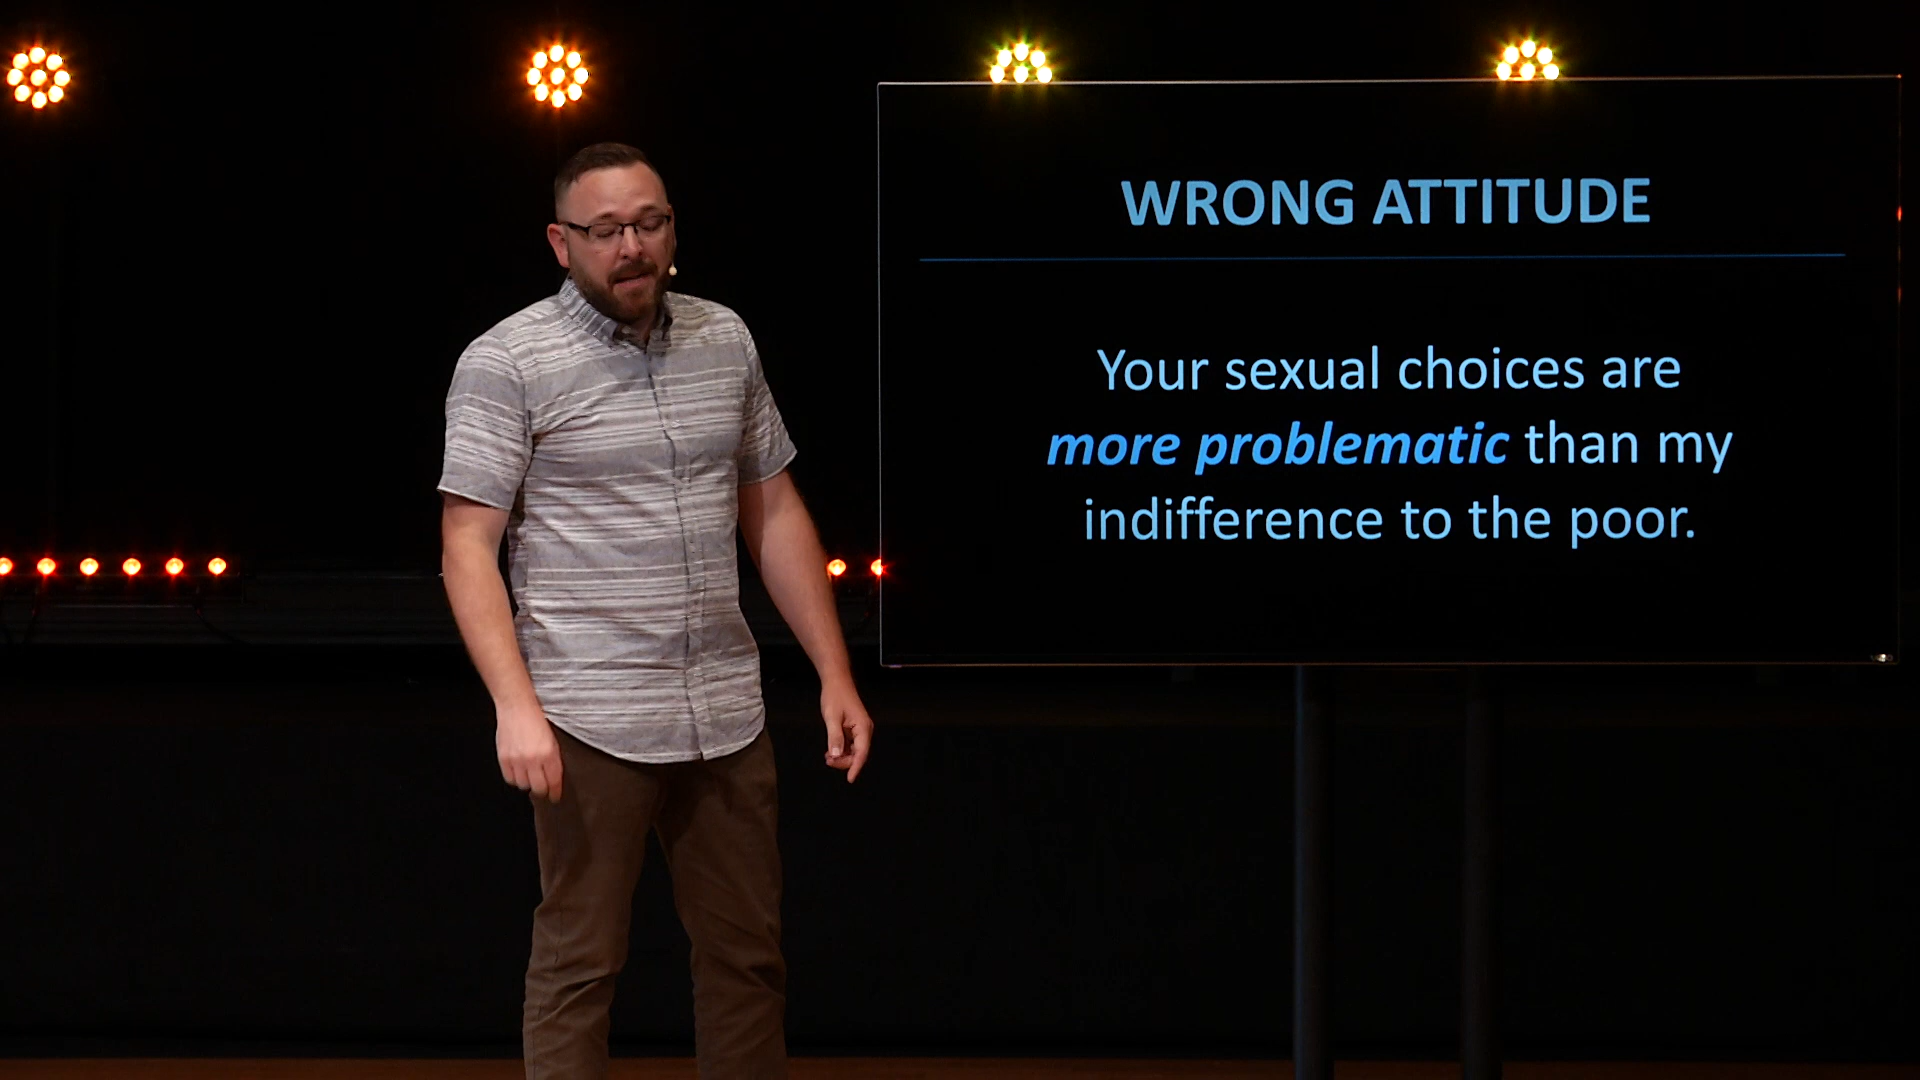 WRONG ATTITUDE
Your sexual choices are
more problematic than my
indifference to the poor.